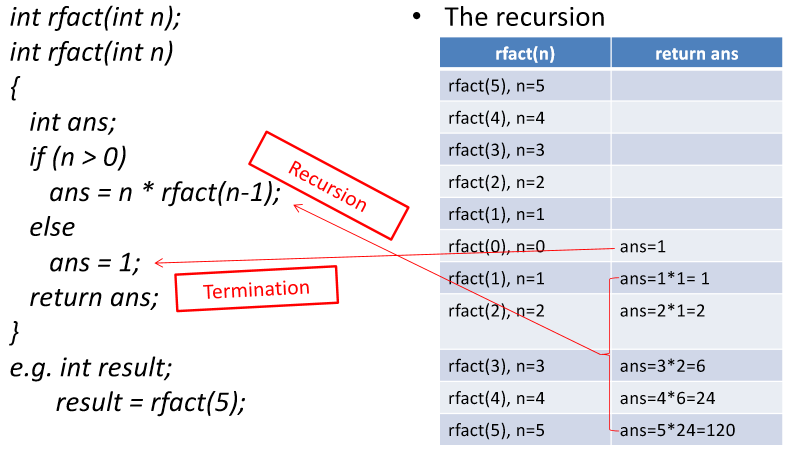 int rfact(int n);
int rfact(int n)
{
int ans;
if (n > 0)
ans = n * rfact(n-1);
else
ans = 1;
return ans;
}
e.g. int result;
result = rfact(5);
Recursion
Termination
• The recursion
rfact(n) return ans
rfact(5), n=5
rfact(4), n=4
rfact(3), n=3
rfact(2), n=2
rfact(1), n=1
rfact(0), n=0 ans=1
rfact(1), n=1 ans=1*1= 1
rfact(2), n=2 ans=2*1=2
rfact(3), n=3 ans=3*2=6
rfact(4), n=4 ans=4*6=24
rfact(5), n=5 ans=5*24=120